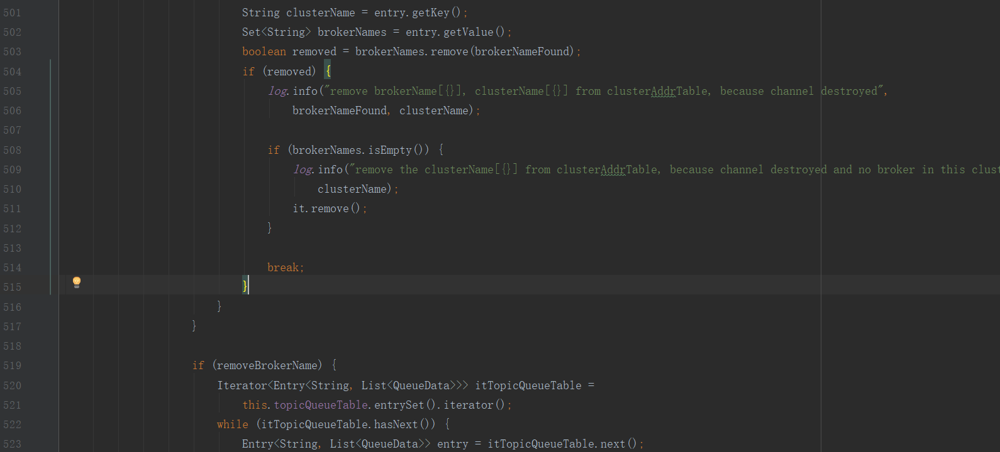 501 String clusterName = entry.getKey();
502 Set<String> brokerNames = entry.getValue();
503 boolean removed = brokerNames.remove(brokerNameFound);
504 if (removed) {
505 log.info("remove brokerName[{}], clusterName[{}] from clusterAddrTable, because channel destroyed",
506 brokerNameFound, clusterName);
507
508 if (brokerNames.isEmpty()) {
509 log.info("remove the clusterName[{}] from clusterAddrTable, because channel destroyed and no broker in this clust
510 clusterName);
511 it.remove();
512 }
513
514 break;
515 }
516 }
517 }
518
519 if (removeBrokerName) {
520 Iterator<Entry<String, List<QueueData>>> itTopicQueueTable =
521 this.topicQueueTable.entrySet().iterator();
522 while (itTopicQueueTable.hasNext()) {
523 Entry<String, List<QueueData>> entry = itTopicQueueTable.next();